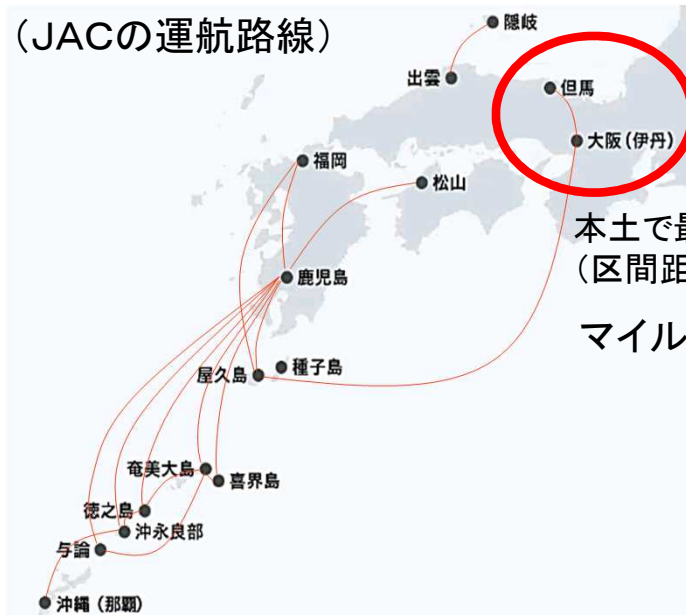 (JACの運航路線)
隠岐
出雲
但馬
大阪(伊丹)
福岡
松山
本土で最
(区間距
鹿児島
マイル
種子島
屋久島
奄美大島
喜界島
徳之島
沖永良部
与論
沖縄(那覇)